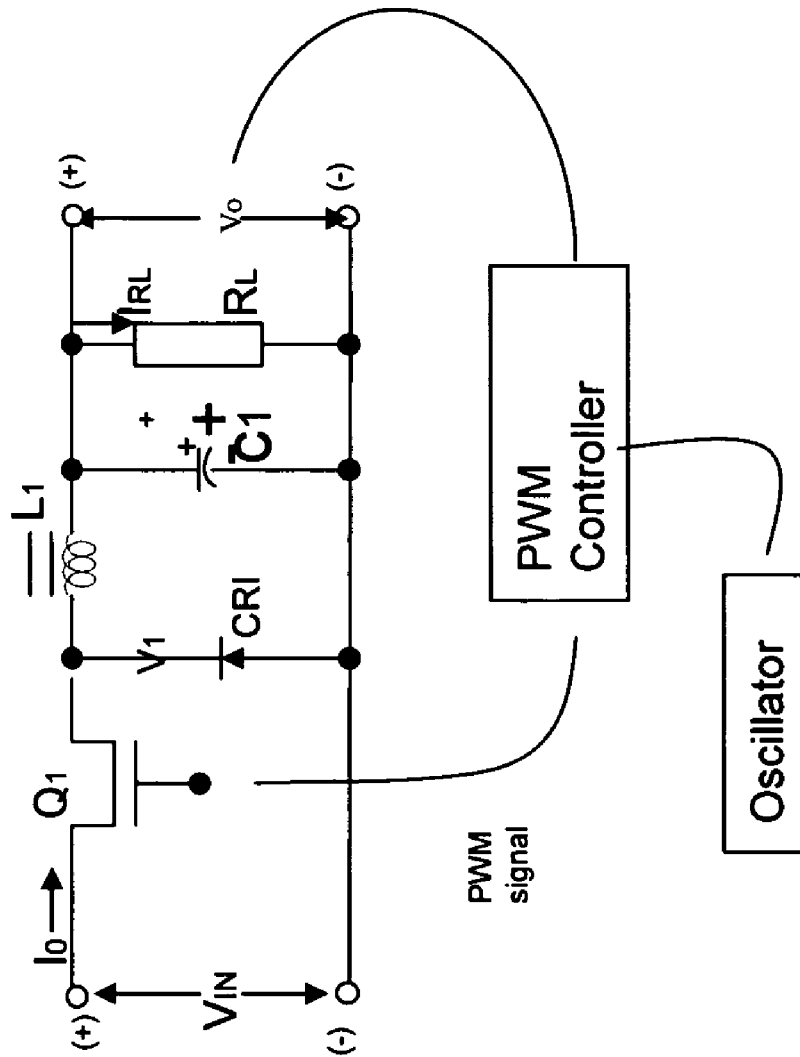 (+)
I0
Q1
L1
(+)
VIN
V1
CRI
+
+
+
C1
IRL
RL
Vo
(-)
(-)
PWM
signal
PWM
Controller
Oscillator